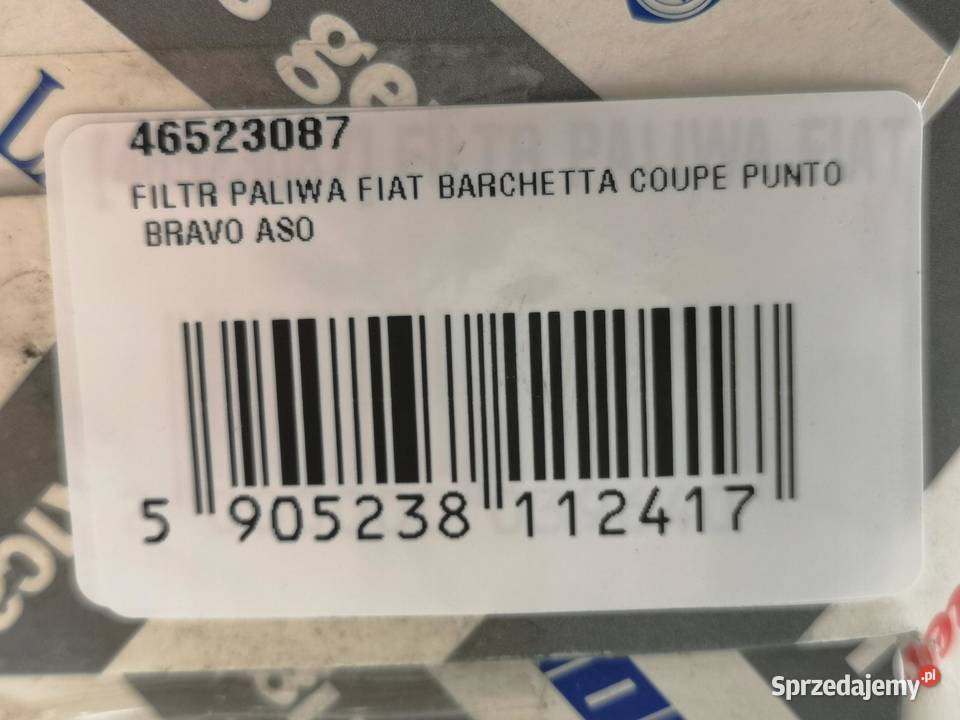 46523087
FILTR PALIWA FIAT BARCHETTA COUPE PUNTO
BRAVO ASO
5 905238 112417
Sprzedajemy.pl